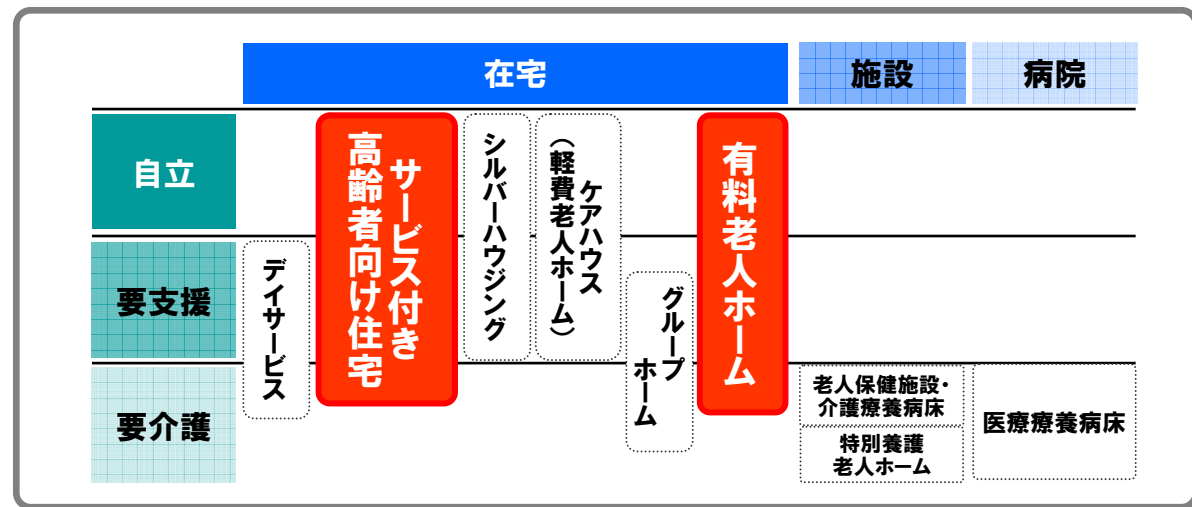 在宅
施設
病院
自立
要支援
要介護
デイサービス
サービス付き
高齢者向け住宅
シルバーハウジング
ケアハウス
（軽費老人ホーム）
グループ
ホーム
有料老人ホーム
老人保健施設・
介護療養病床
特別養護
老人ホーム
医療療養病床